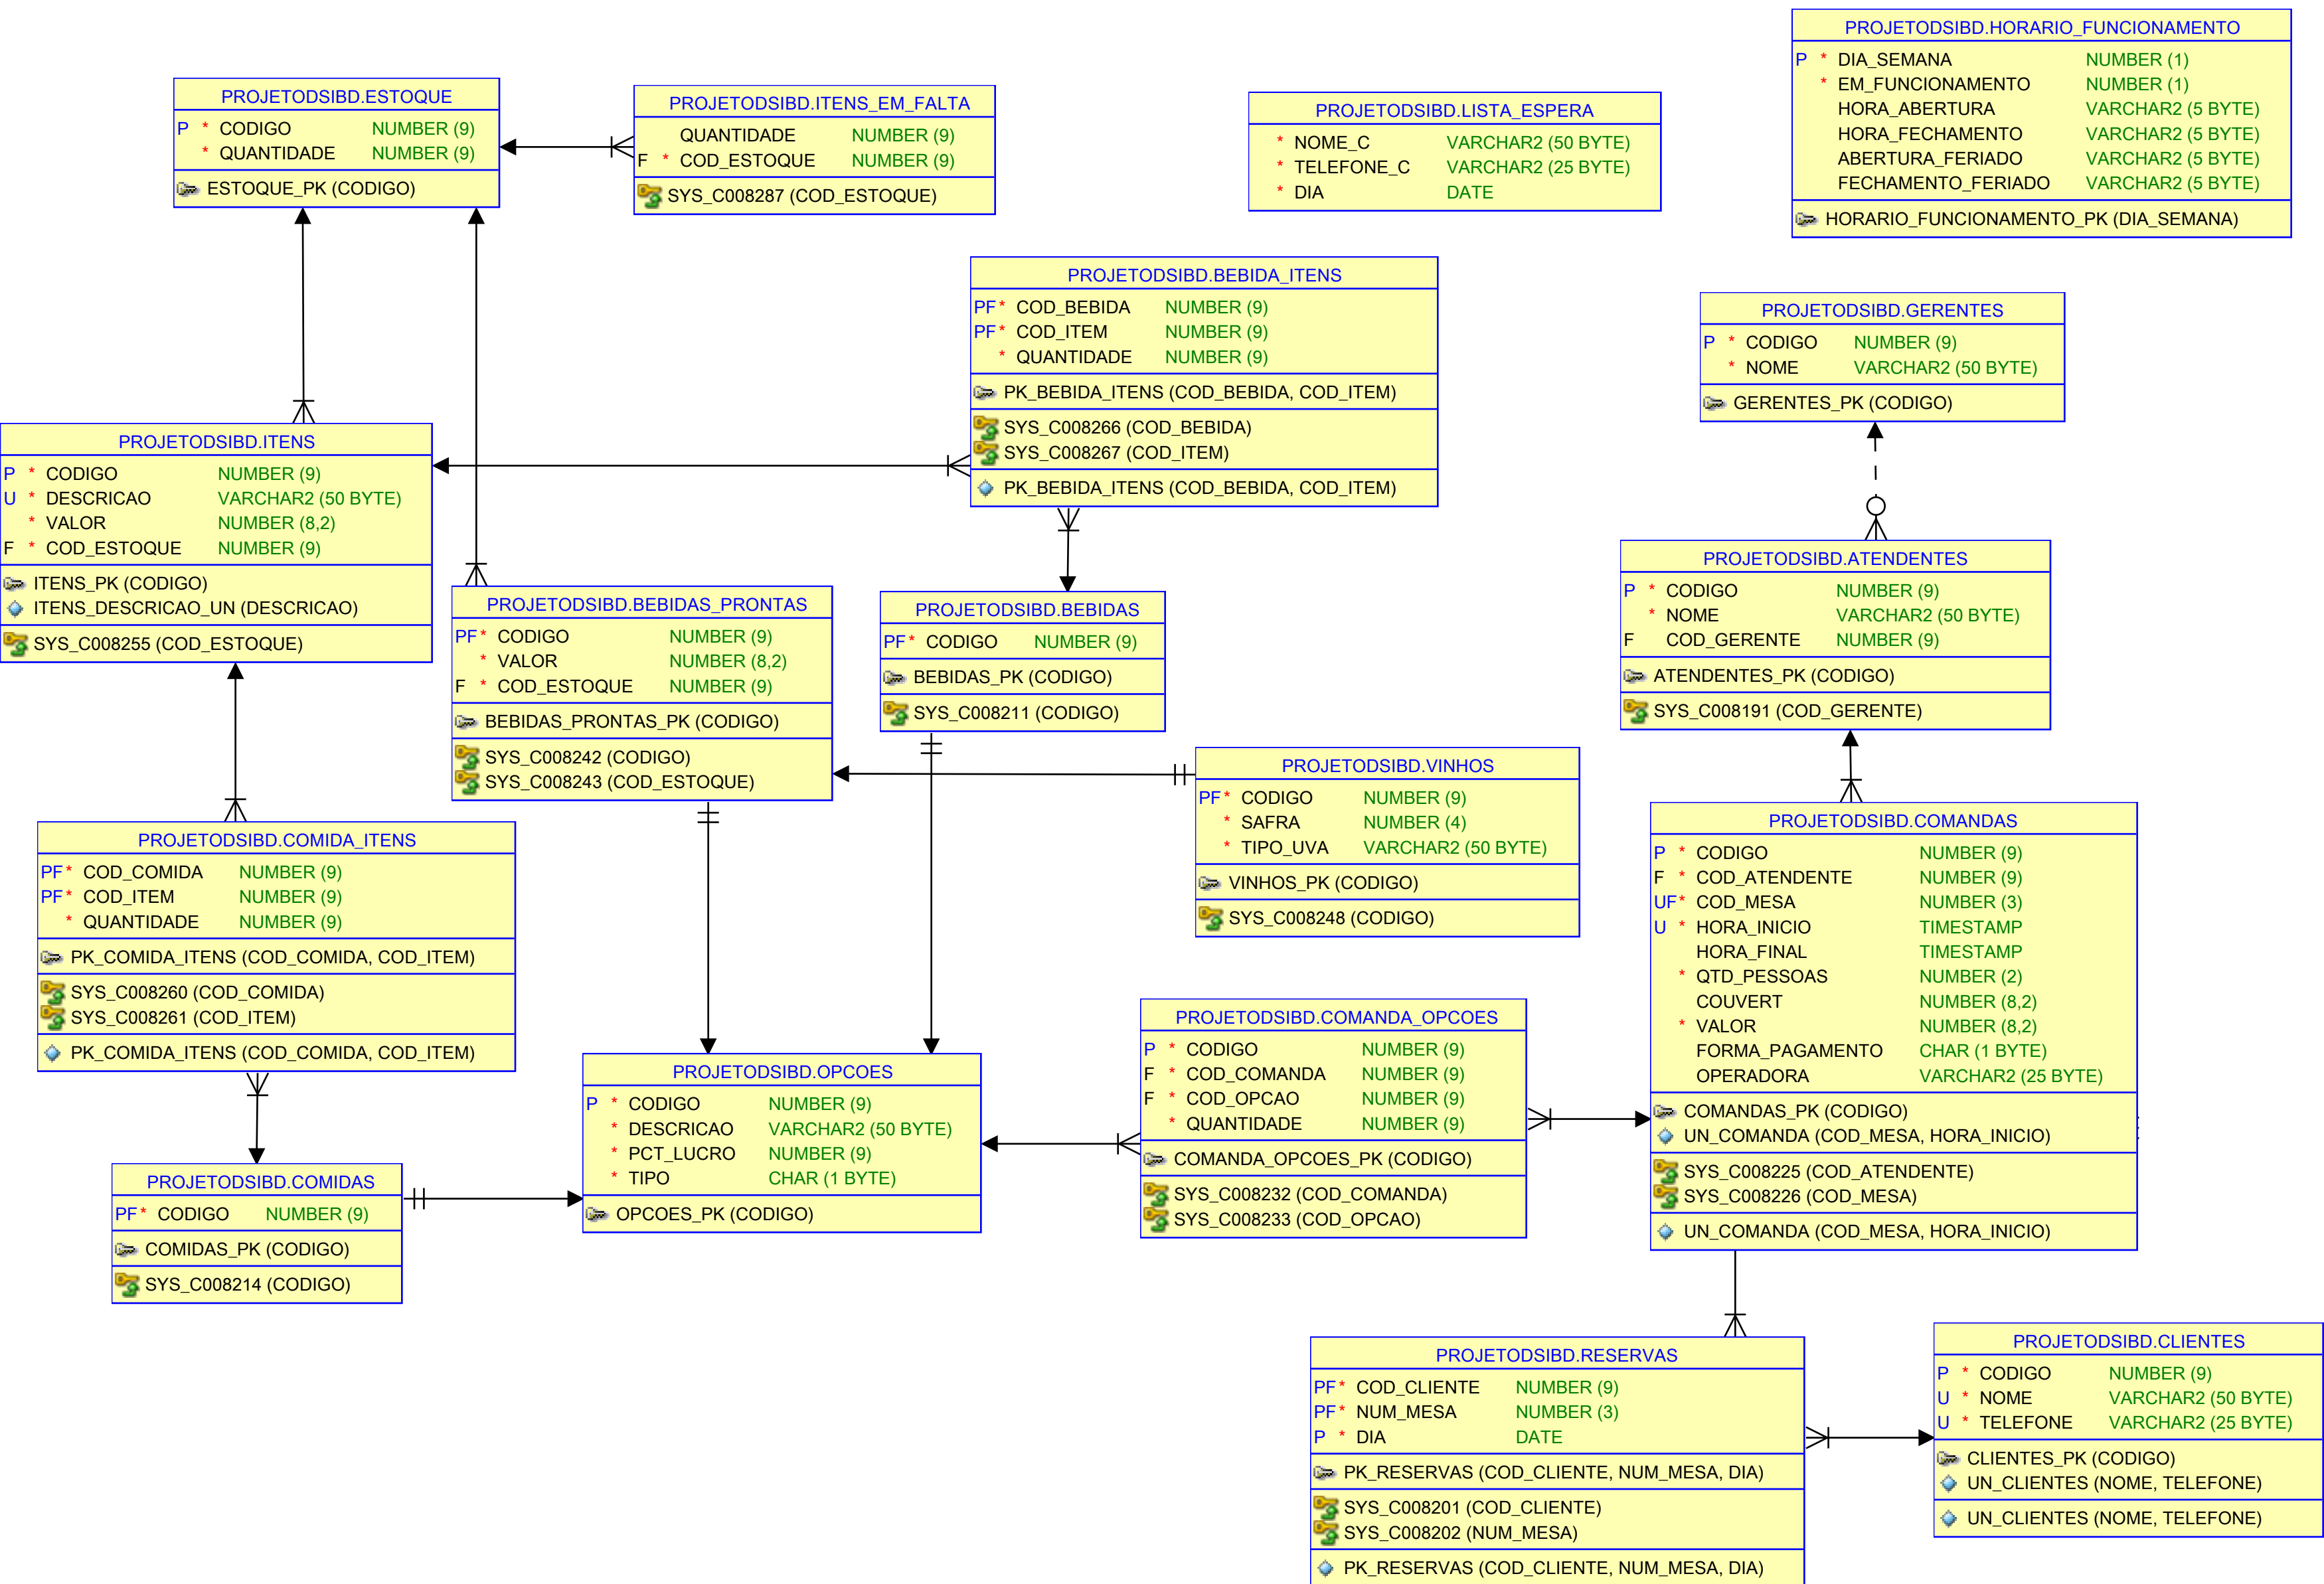 PROJETODSIBD.HORARIO_FUNCIONAMENTO
P * DIA_SEMANA NUMBER (1)
* EM_FUNCIONAMENTO NUMBER (1)
HORA_ABERTURA VARCHAR2 (5 BYTE)
HORA_FECHAMENTO VARCHAR2 (5 BYTE)
ABERTURA_FERIADO VARCHAR2 (5 BYTE)
FECHAMENTO_FERIADO VARCHAR2 (5 BYTE)
HORARIO_FUNCIONAMENTO_PK (DIA_SEMANA)
PROJETODSIBD.ESTOQUE
P * CODIGO NUMBER (9)
* QUANTIDADE NUMBER (9)
ESTOQUE_PK (CODIGO)
PROJETODSIBD.ITENS_EM_FALTA
QUANTIDADE NUMBER (9)
F * COD_ESTOQUE NUMBER (9)
SYS_C008287 (COD_ESTOQUE)
PROJETODSIBD.LISTA_ESPERA
* NOME_C VARCHAR2 (50 BYTE)
* TELEFONE_C VARCHAR2 (25 BYTE)
* DIA DATE
PROJETODSIBD.BEBIDA_ITENS
PF* COD_BEBIDA NUMBER (9)
PF* COD_ITEM NUMBER (9)
* QUANTIDADE NUMBER (9)
PK_BEBIDA_ITENS (COD_BEBIDA, COD_ITEM)
SYS_C008266 (COD_BEBIDA)
SYS_C008267 (COD_ITEM)
PK_BEBIDA_ITENS (COD_BEBIDA, COD_ITEM)
PROJETODSIBD.GERENTES
P * CODIGO NUMBER (9)
* NOME VARCHAR2 (50 BYTE)
GERENTES_PK (CODIGO)
PROJETODSIBD.ITENS
P * CODIGO NUMBER (9)
U * DESCRICAO VARCHAR2 (50 BYTE)
* VALOR NUMBER (8,2)
F * COD_ESTOQUE NUMBER (9)
ITENS_PK (CODIGO)
ITENS_DESCRICAO_UN (DESCRICAO)
SYS_C008255 (COD_ESTOQUE)
PROJETODSIBD.BEBIDAS_PRONTAS
PF* CODIGO NUMBER (9)
* VALOR NUMBER (8,2)
F * COD_ESTOQUE NUMBER (9)
BEBIDAS_PRONTAS_PK (CODIGO)
SYS_C008242 (CODIGO)
SYS_C008243 (COD_ESTOQUE)
PROJETODSIBD.BEBIDAS
PF* CODIGO NUMBER (9)
BEBIDAS_PK (CODIGO)
SYS_C008211 (CODIGO)
PROJETODSIBD.ATENDENTES
P * CODIGO NUMBER (9)
* NOME VARCHAR2 (50 BYTE)
F COD_GERENTE NUMBER (9)
ATENDENTES_PK (CODIGO)
SYS_C008191 (COD_GERENTE)
PROJETODSIBD.VINHOS
PF* CODIGO NUMBER (9)
* SAFRA NUMBER (4)
* TIPO_UVA VARCHAR2 (50 BYTE)
VINHOS_PK (CODIGO)
SYS_C008248 (CODIGO)
PROJETODSIBD.COMIDA_ITENS
PF* COD_COMIDA NUMBER (9)
PF* COD_ITEM NUMBER (9)
* QUANTIDADE NUMBER (9)
PK_COMIDA_ITENS (COD_COMIDA, COD_ITEM)
SYS_C008260 (COD_COMIDA)
SYS_C008261 (COD_ITEM)
PK_COMIDA_ITENS (COD_COMIDA, COD_ITEM)
PROJETODSIBD.COMANDAS
P * CODIGO NUMBER (9)
F * COD_ATENDENTE NUMBER (9)
UF* COD_MESA NUMBER (3)
U * HORA_INICIO TIMESTAMP
HORA_FINAL TIMESTAMP
* QTD_PESSOAS NUMBER (2)
COUVERT NUMBER (8,2)
* VALOR NUMBER (8,2)
FORMA_PAGAMENTO CHAR (1 BYTE)
OPERADORA VARCHAR2 (25 BYTE)
COMANDAS_PK (CODIGO)
UN_COMANDA (COD_MESA, HORA_INICIO)
SYS_C008225 (COD_ATENDENTE)
SYS_C008226 (COD_MESA)
UN_COMANDA (COD_MESA, HORA_INICIO)
PROJETODSIBD.OPCOES
P * CODIGO NUMBER (9)
* DESCRICAO VARCHAR2 (50 BYTE)
* PCT_LUCRO NUMBER (9)
* TIPO CHAR (1 BYTE)
OPCOES_PK (CODIGO)
PROJETODSIBD.COMANDA_OPCOES
P * CODIGO NUMBER (9)
F * COD_COMANDA NUMBER (9)
F * COD_OPCAO NUMBER (9)
* QUANTIDADE NUMBER (9)
COMANDA_OPCOES_PK (CODIGO)
SYS_C008232 (COD_COMANDA)
SYS_C008233 (COD_OPCAO)
PROJETODSIBD.COMIDAS
PF* CODIGO NUMBER (9)
COMIDAS_PK (CODIGO)
SYS_C008214 (CODIGO)
PROJETODSIBD.RESERVAS
PF* COD_CLIENTE NUMBER (9)
PF* NUM_MESA NUMBER (3)
P * DIA DATE
PK_RESERVAS (COD_CLIENTE, NUM_MESA, DIA)
SYS_C008201 (COD_CLIENTE)
SYS_C008202 (NUM_MESA)
PK_RESERVAS (COD_CLIENTE, NUM_MESA, DIA)
PROJETODSIBD.CLIENTES
P * CODIGO NUMBER (9)
U * NOME VARCHAR2 (50 BYTE)
U * TELEFONE VARCHAR2 (25 BYTE)
CLIENTES_PK (CODIGO)
UN_CLIENTES (NOME, TELEFONE)
UN_CLIENTES (NOME, TELEFONE)